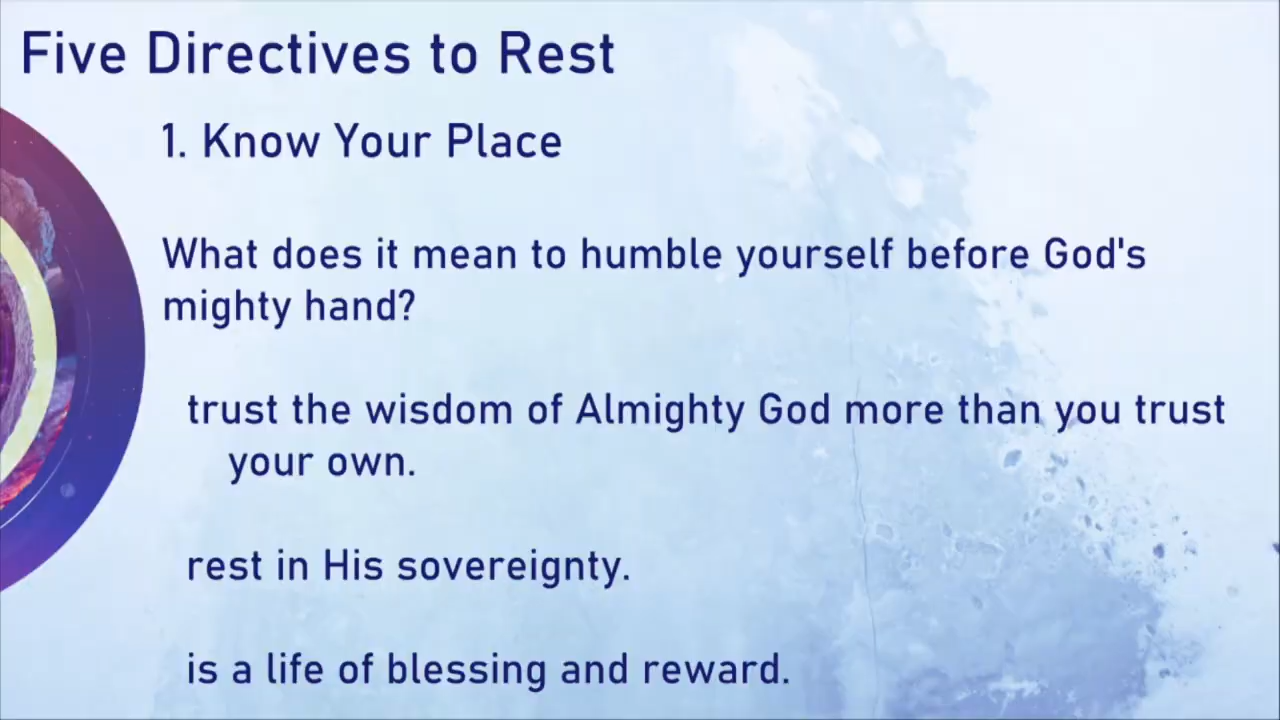 Five Directives to Rest
1. Know Your Place
What does it mean to humble yourself before God's
mighty hand?
trust the wisdom of Almighty God more than you trust
your own.
rest in His sovereignty.
is a life of blessing and reward.